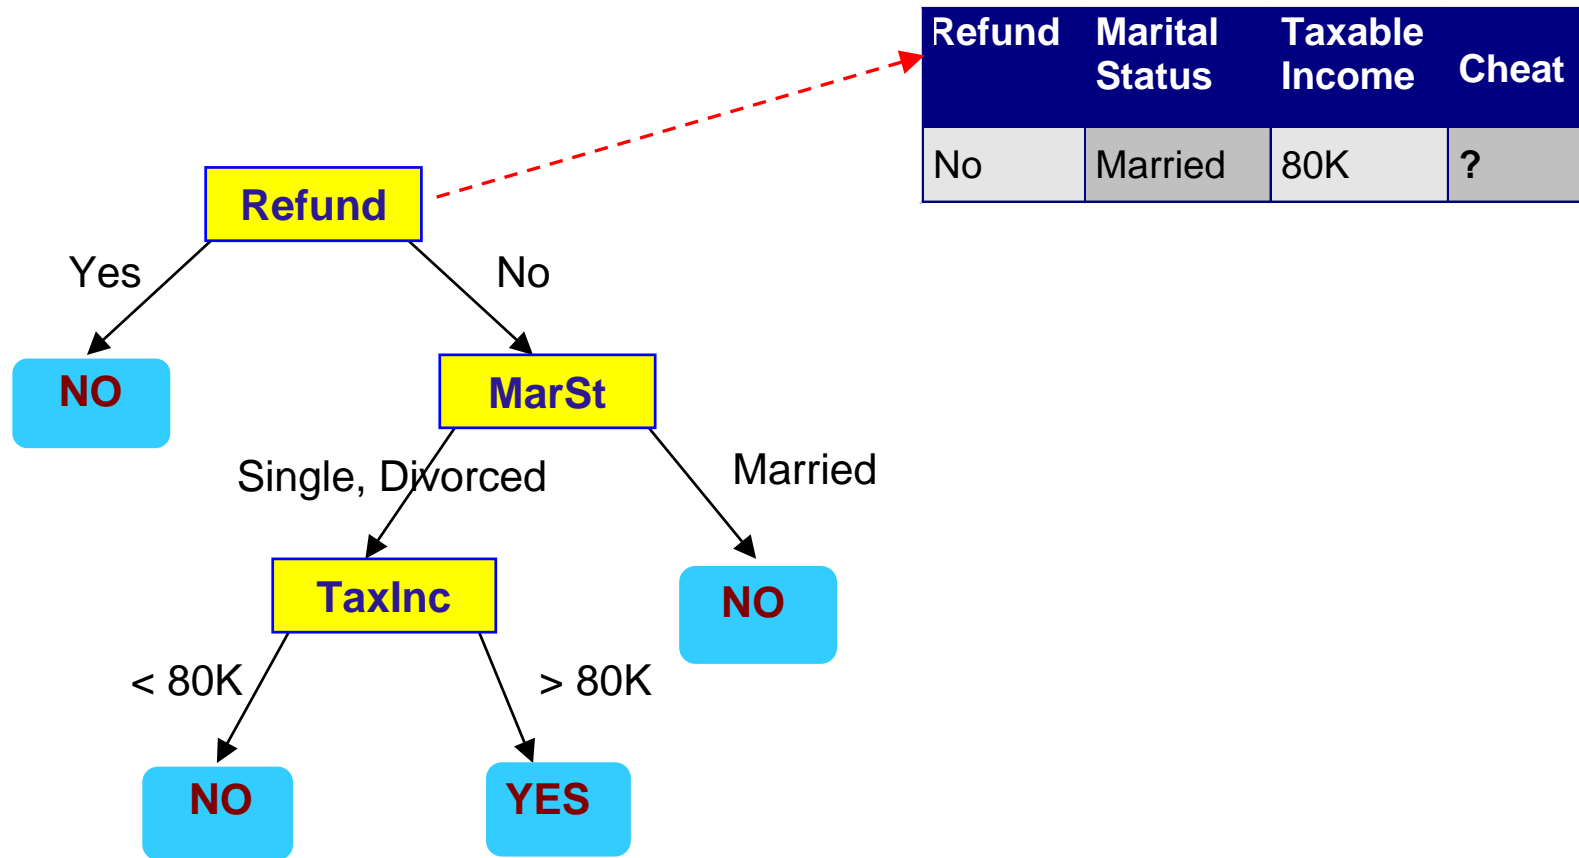 Refund Marital Status Taxable Income Cheat
No Married 80K ?
Refund
Yes No
NO
MarSt
Single, Divorced Married
TaxInc
NO
< 80K > 80K
NO YES